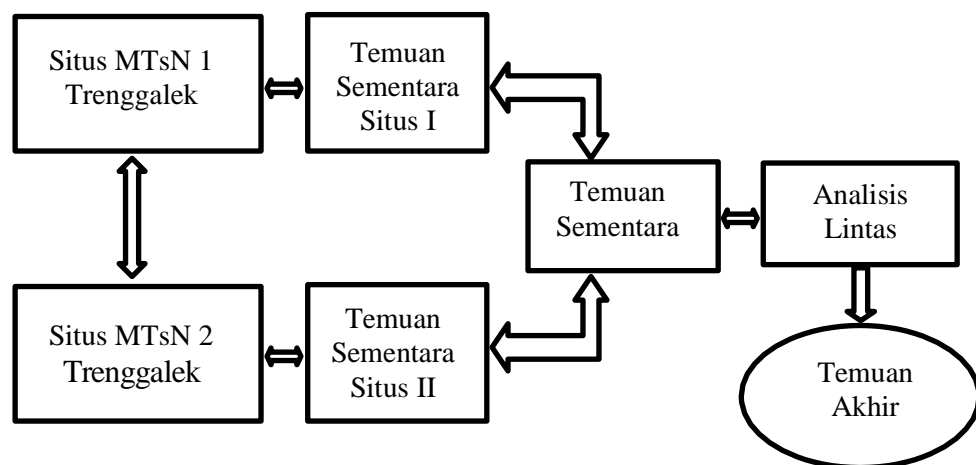 Situs MTsN 1
Trenggalek
Temuan
Sementara
Situs I
Temuan
Sementara
Analisis
Lintas
Situs MTsN 2
Trenggalek
Temuan
Sementara
Situs II
Temuan
Akhir